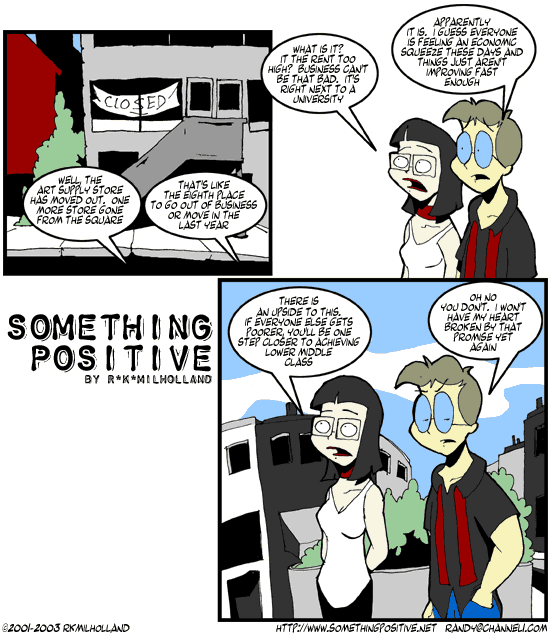 CLOSED
WELL, THE
ART SUPPLY STORE
HAS MOVED OUT. ONE
MORE STORE GONE
FROM THE SQUARE
THAT'S LIKE
THE EIGHTH PLACE
TO GO OUT OF BUSINESS
OR MOVE IN THE
LAST YEAR
WHAT IS IT?
IT THE RENT TOO
HIGH? BUSINESS CAN'T
BE THAT BAD. IT'S
RIGHT NEXT TO A
UNIVERSITY
APPARENTLY
IT IS. I GUESS EVERYONE
IS FEELING AN ECONOMIC
SQUEEZE THESE DAYS AND
THINGS JUST AREN'T
IMPROVING FAST
ENOUGH
SOMETHING
POSITIVE
BY R*K*MILHOLLAND
THERE IS
AN UPSIDE TO THIS.
IF EVERYONE ELSE GETS
POORER, YOU'LL BE ONE
STEP CLOSER TO ACHIEVING
LOWER MIDDLE
CLASS
OH NO
YOU DON'T. I WON'T
HAVE MY HEART
BROKEN BY THAT
PROMISE YET
AGAIN
©2001-2003 RKMILHOLLAND
HTTP://WWW.SOMETHINGPOSITIVE.NET RANDY@CHANNEL1.COM